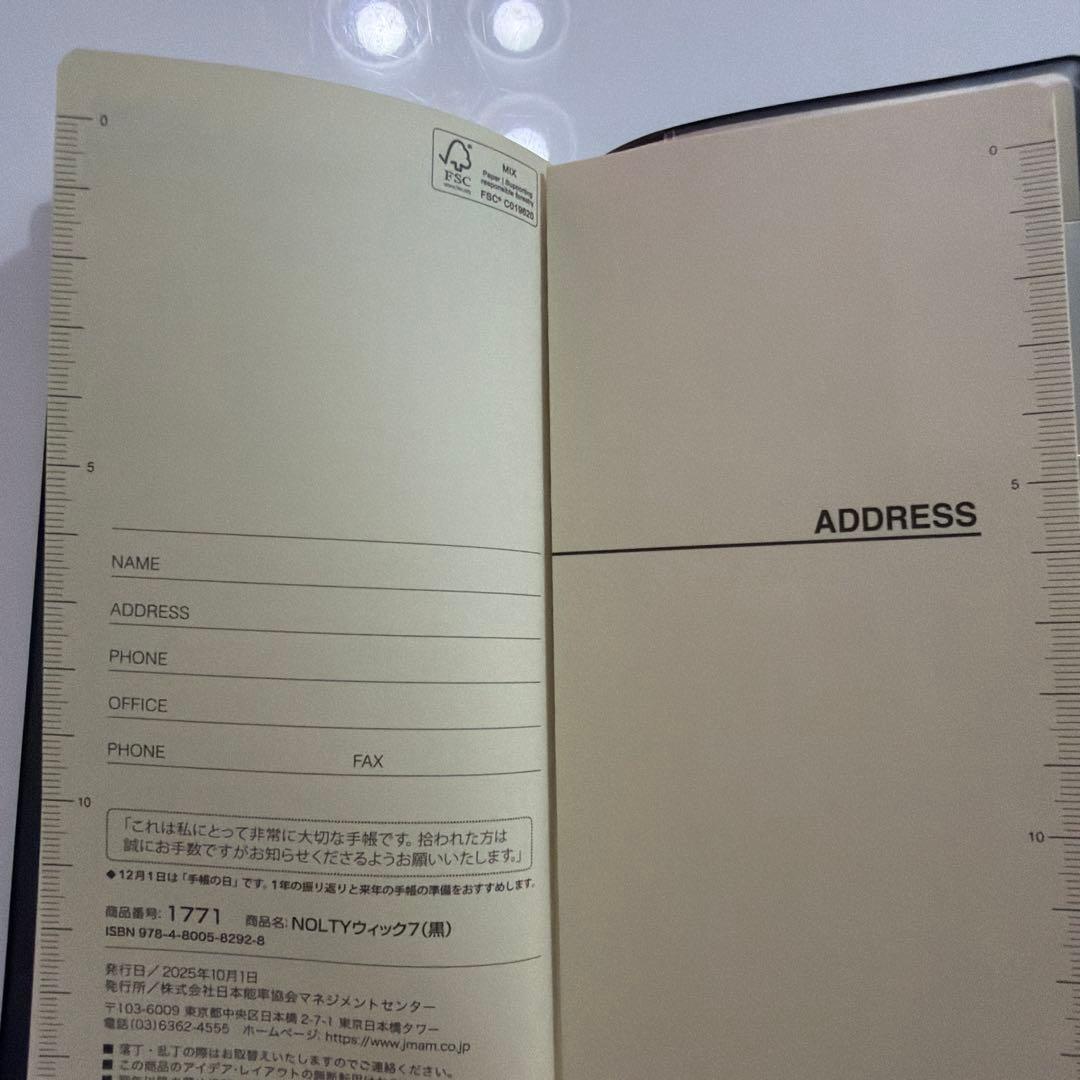 0
FSC
www.fsc.org
MIX
Paper | Supporting
responsible forestry
FSC® C019620
5
NAME
ADDRESS
PHONE
OFFICE
PHONE FAX
10
「これは私にとって非常に大切な手帳です。拾われた方は
誠にお手数ですがお知らせくださるようお願いいたします。」
◆12月1日は「手帳の日」です。1年の振り返りと来年の手帳の準備をおすすめします。
商品番号: 1771 商品名: NOLTYウィック7(黒)
ISBN 978-4-8005-8292-8
発行日/2025年10月1日
発行所/株式会社日本能率協会マネジメントセンター
〒103-6009 東京都中央区日本橋 2-7-1 東京日本橋タワー
電話(03)6362-4555 ホームページ: https://www.jmam.co.jp
■ 落丁・乱丁の際はお取替えいたしますのでご連絡ください。
■ この商品のアイデア・レイアウトの無断転用は
0
5
ADDRESS
10